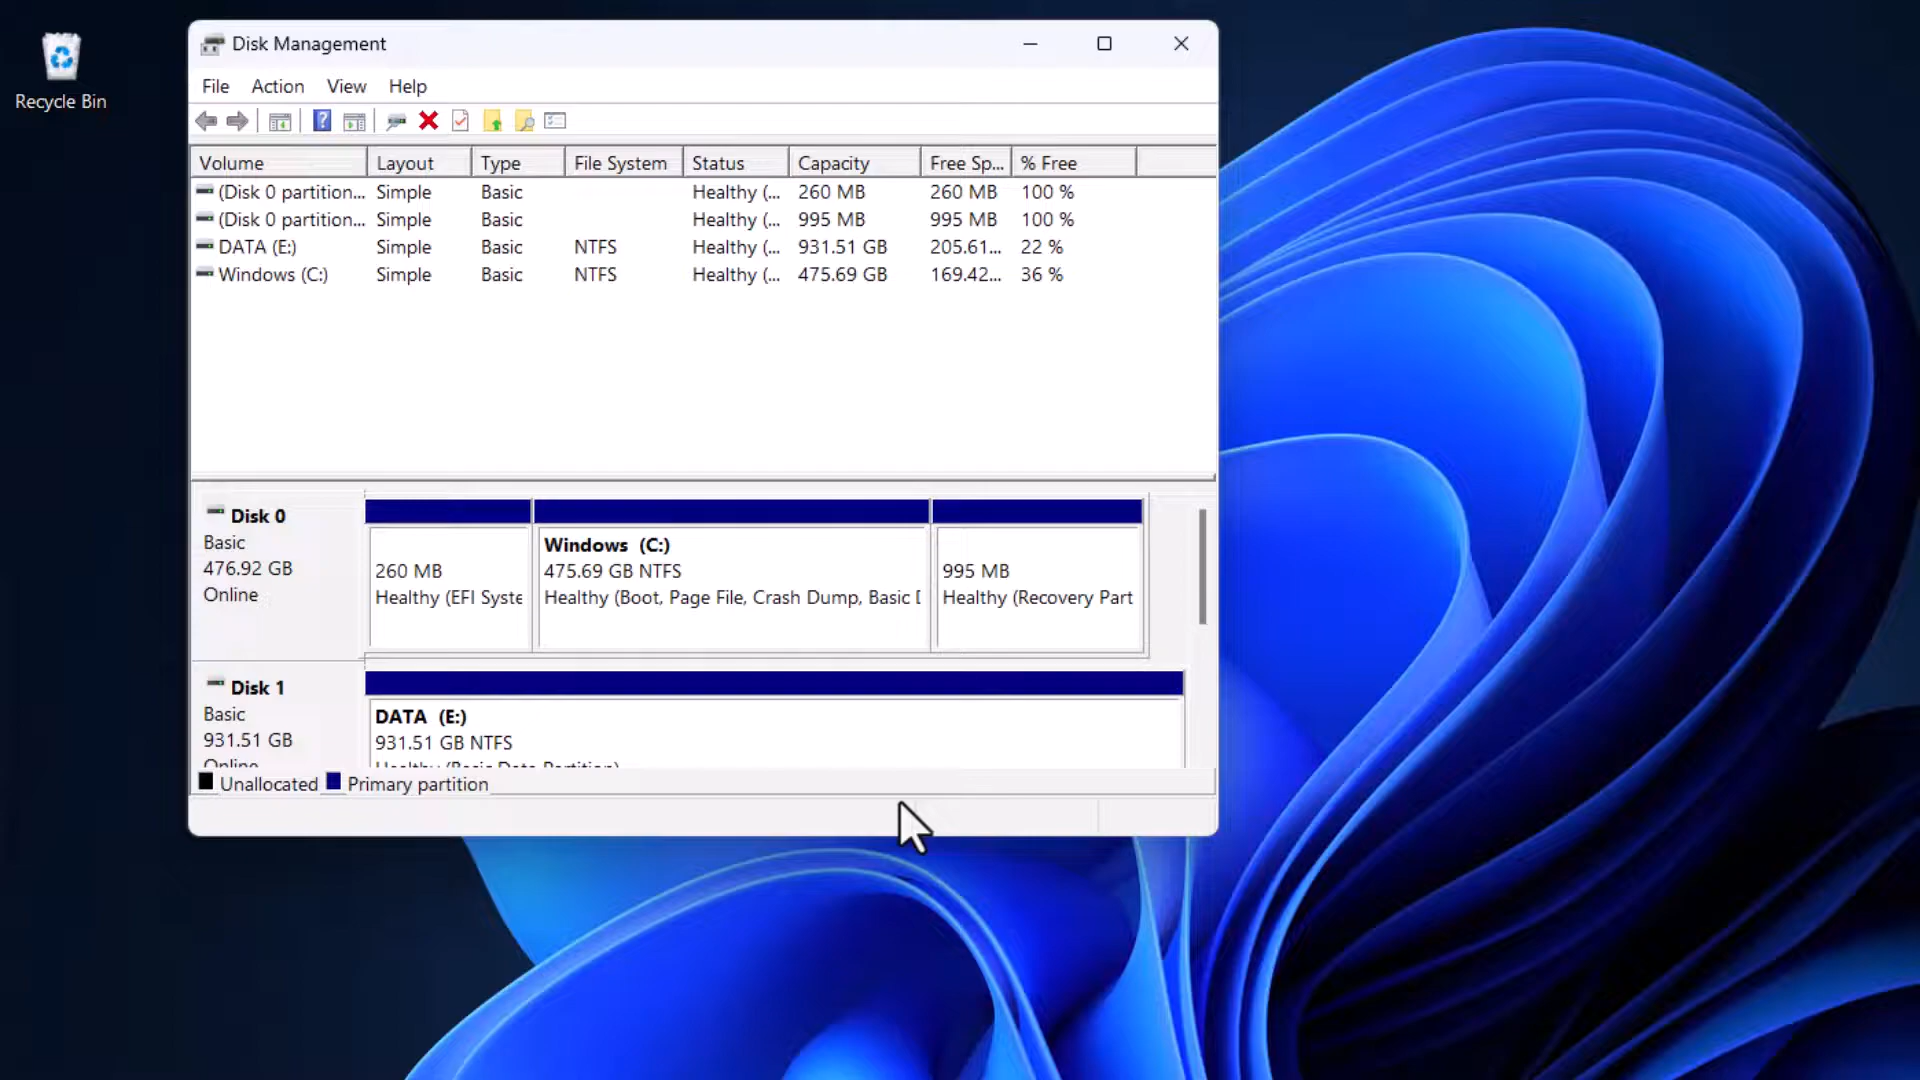 Recycle Bin
Disk Management
File Action View Help
Volume Layout Type File System Status Capacity Free Sp... % Free
(Disk 0 partition... Simple Basic Healthy (... 260 MB 260 MB 100 %
(Disk 0 partition... Simple Basic Healthy (... 995 MB 995 MB 100 %
DATA (E:) Simple Basic NTFS Healthy (... 931.51 GB 205.61... 22 %
Windows (C:) Simple Basic NTFS Healthy (... 475.69 GB 169.42... 36 %
Disk 0
Basic
476.92 GB
Online
260 MB
Healthy (EFI Syste
Windows (C:)
475.69 GB NTFS
Healthy (Boot, Page File, Crash Dump, Basic D
995 MB
Healthy (Recovery Part
Disk 1
Basic
931.51 GB
Online
DATA (E:)
931.51 GB NTFS
Healthy (Basic Data Partition)
Unallocated Primary partition